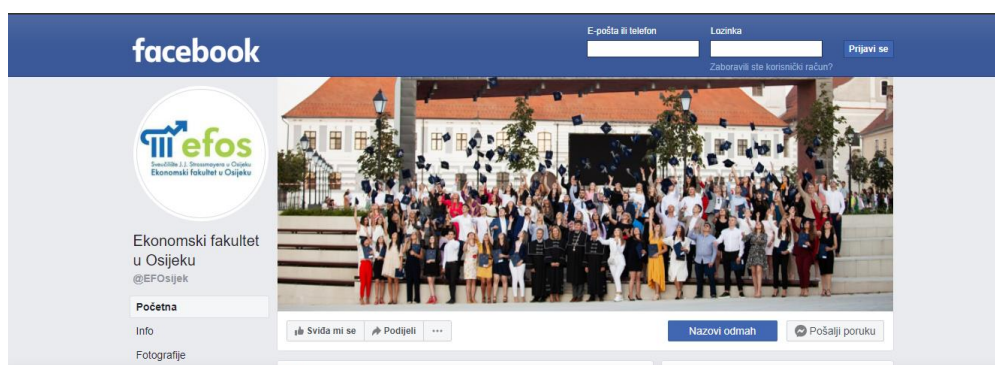 facebook
E-pošta ili telefon
Lozinka
Prijavi se
Zaboravili ste korisnički račun?
efos
Sveučilište J.J. Strossmayera u Osijeku
Ekonomski fakultet u Osijeku
Ekonomski fakultet
u Osijeku
@EFOsijek
Početna
Info
Fotografije
Sviđa mi se
Podijeli
Nazovi odmah
Pošalji poruku